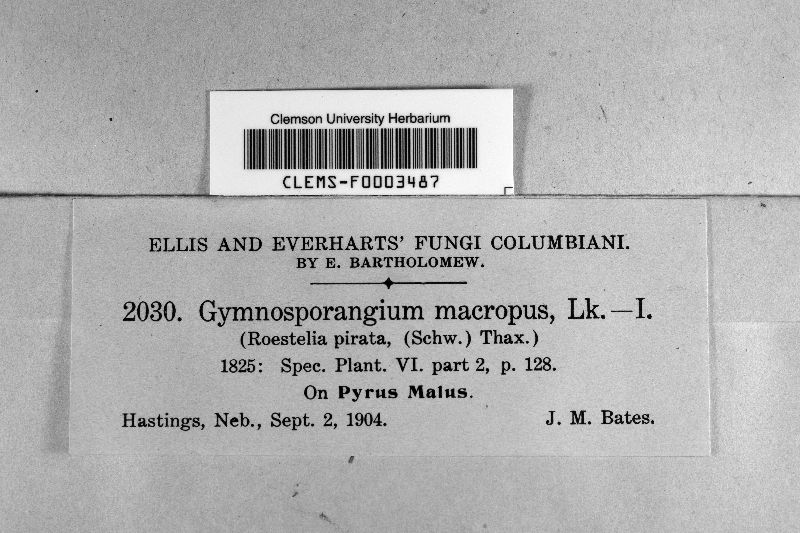 Clemson University Herbarium
CLEMS-F0003487
ELLIS AND EVERHARTS' FUNGI COLUMBIANI.
BY E. BARTHOLOMEW.
2030. Gymnosporangium macropus, Lk.—I.
(Roestelia pirata, (Schw.) Thax.)
1825: Spec. Plant. VI. part 2, p. 128.
On Pyrus Malus.
Hastings, Neb., Sept. 2, 1904. J. M. Bates.